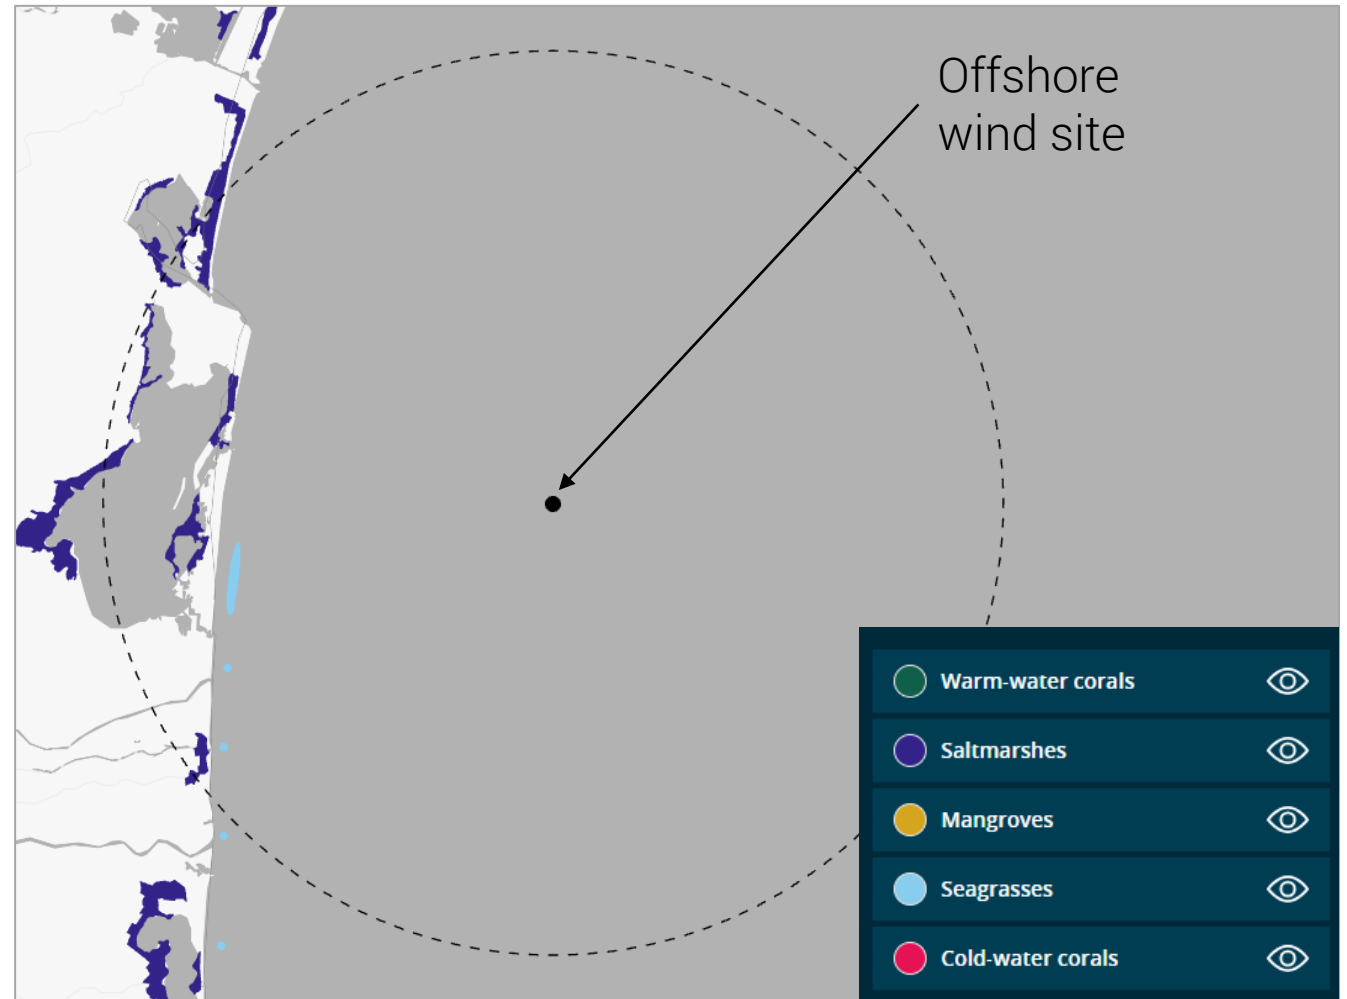 Offshore
wind site
Warm-water corals
Saltmarshes
Mangroves
Seagrasses
Cold-water corals